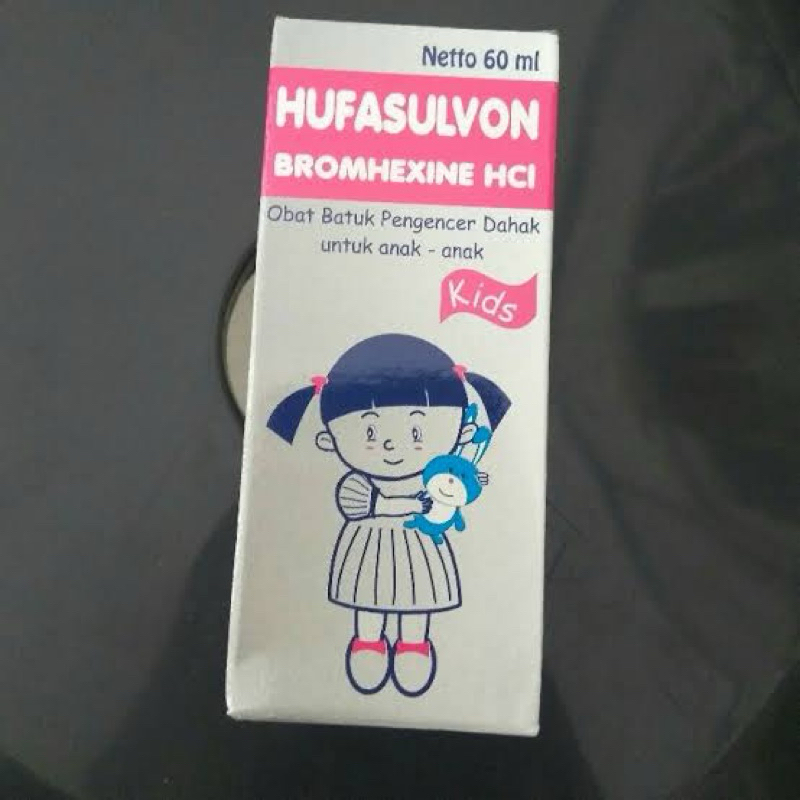 Netto 60 ml
HUFASULVON
BROMHEXINE HCl
Obat Batuk Pengencer Dahak
untuk anak - anak
Kids